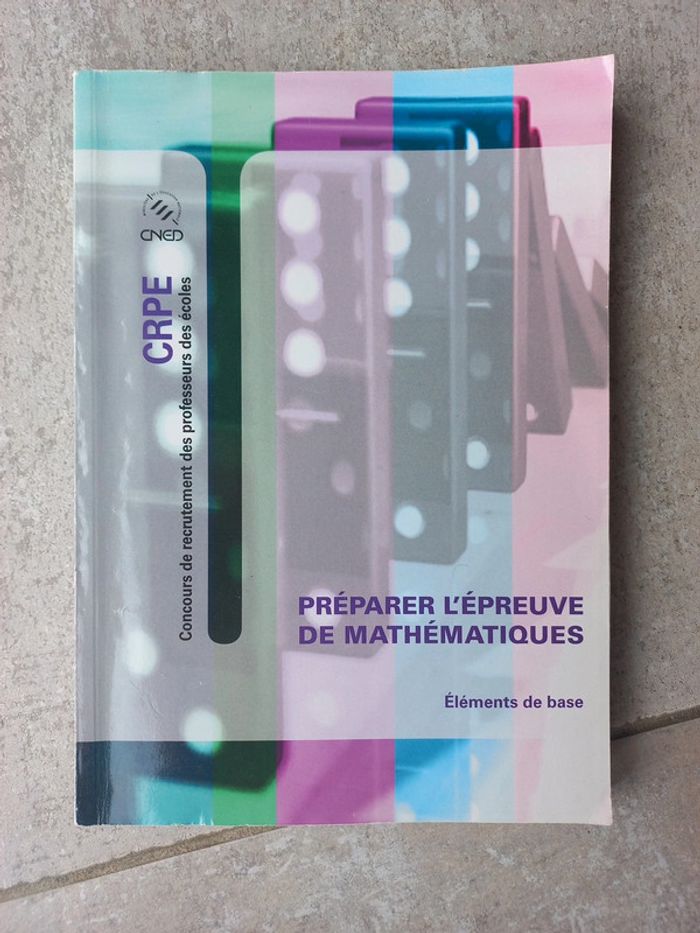 CNED
CRPE
Concours de recrutement des professeurs des écoles
PRÉPARER L'ÉPREUVE
DE MATHÉMATIQUES
Éléments de base